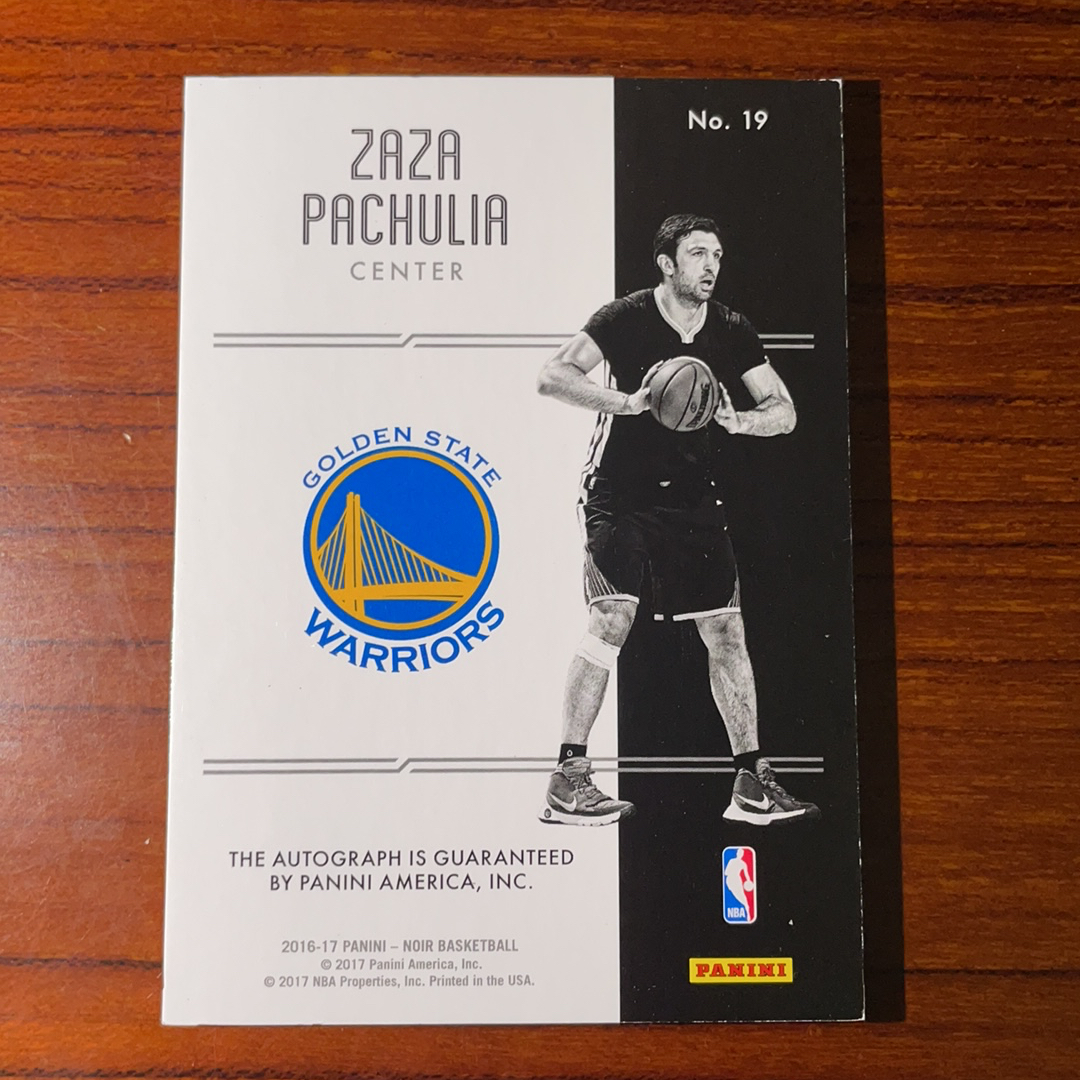 No. 19
ZAZA
PACHULIA
CENTER
GOLDEN STATE
WARRIORS
THE AUTOGRAPH IS GUARANTEED
BY PANINI AMERICA, INC.
2016-17 PANINI – NOIR BASKETBALL
© 2017 Panini America, Inc.
© 2017 NBA Properties, Inc. Printed in the USA.
NBA
PANINI